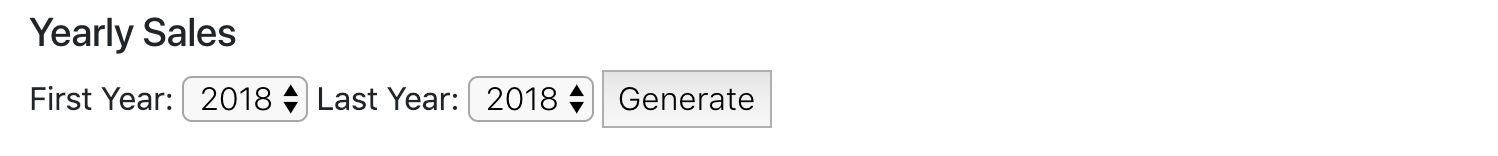 Yearly Sales
First Year: 2018 Last Year: 2018 Generate